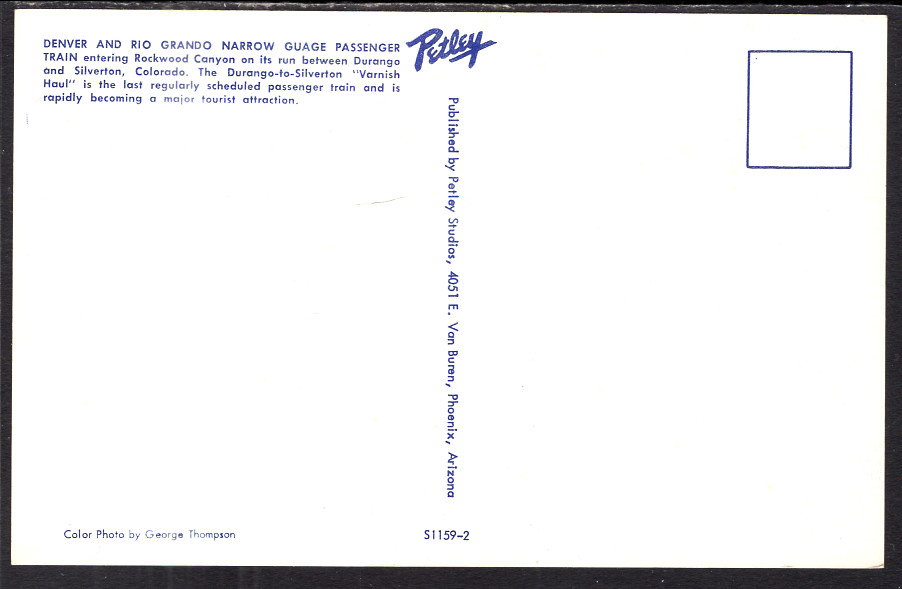 DENVER AND RIO GRANDO NARROW GUAGE PASSENGER
TRAIN entering Rockwood Canyon on its run between Durango
and Silverton, Colorado. The Durango-to-Silverton "Varnish
Haul" is the last regularly scheduled passenger train and is
rapidly becoming a major tourist attraction.
Petley
Published by Petley Studios, 4051 E. Van Buren, Phoenix, Arizona
Color Photo by George Thompson
S1159-2